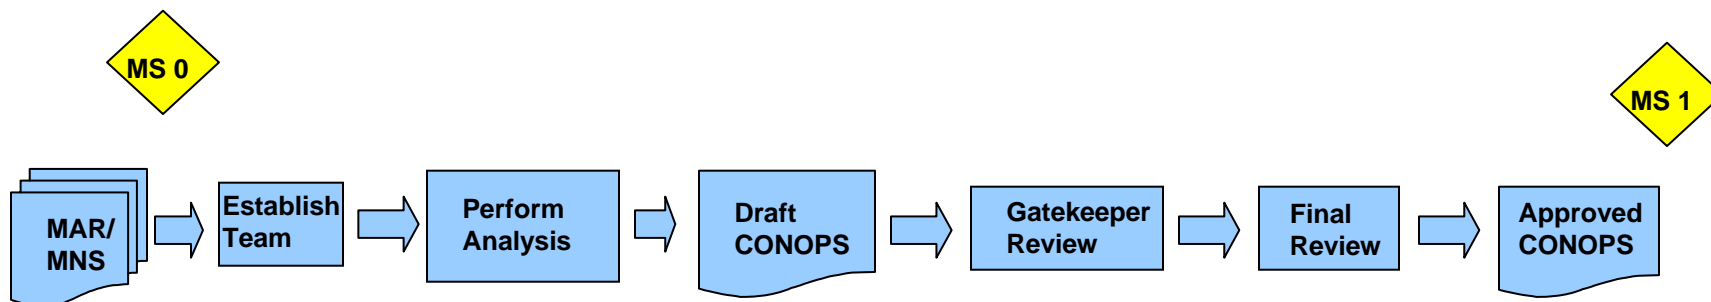 MS 0
MS 1
MAR/
MNS
Establish
Team
Perform
Analysis
Draft
CONOPS
Gatekeeper
Review
Final
Review
Approved
CONOPS